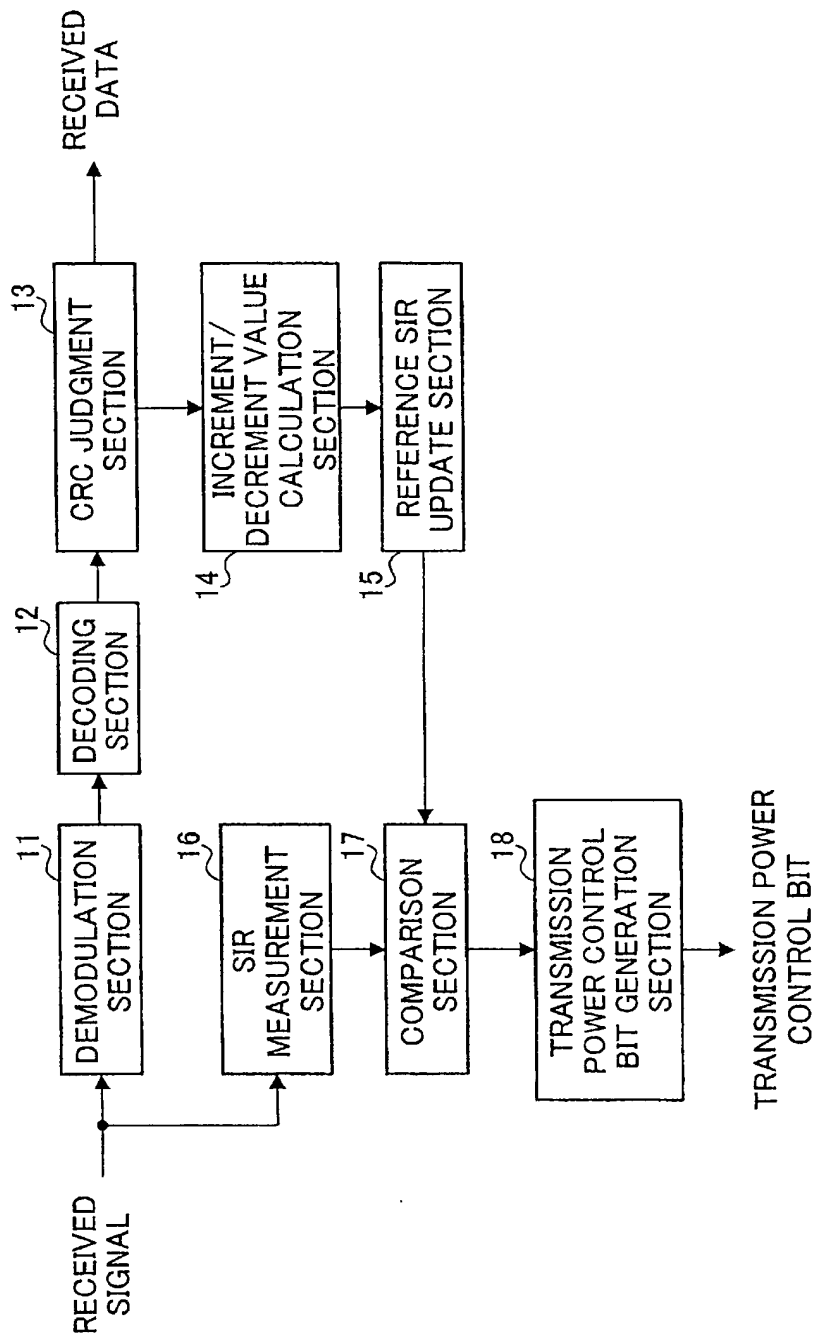 RECEIVED
SIGNAL
11
DEMODULATION
SECTION
12
DECODING
SECTION
13
CRC JUDGMENT
SECTION
RECEIVED
DATA
14
INCREMENT/
DECREMENT VALUE
CALCULATION
SECTION
15
REFERENCE SIR
UPDATE SECTION
16
SIR
MEASUREMENT
SECTION
17
COMPARISON
SECTION
18
TRANSMISSION
POWER CONTROL
BIT GENERATION
SECTION
TRANSMISSION POWER
CONTROL BIT